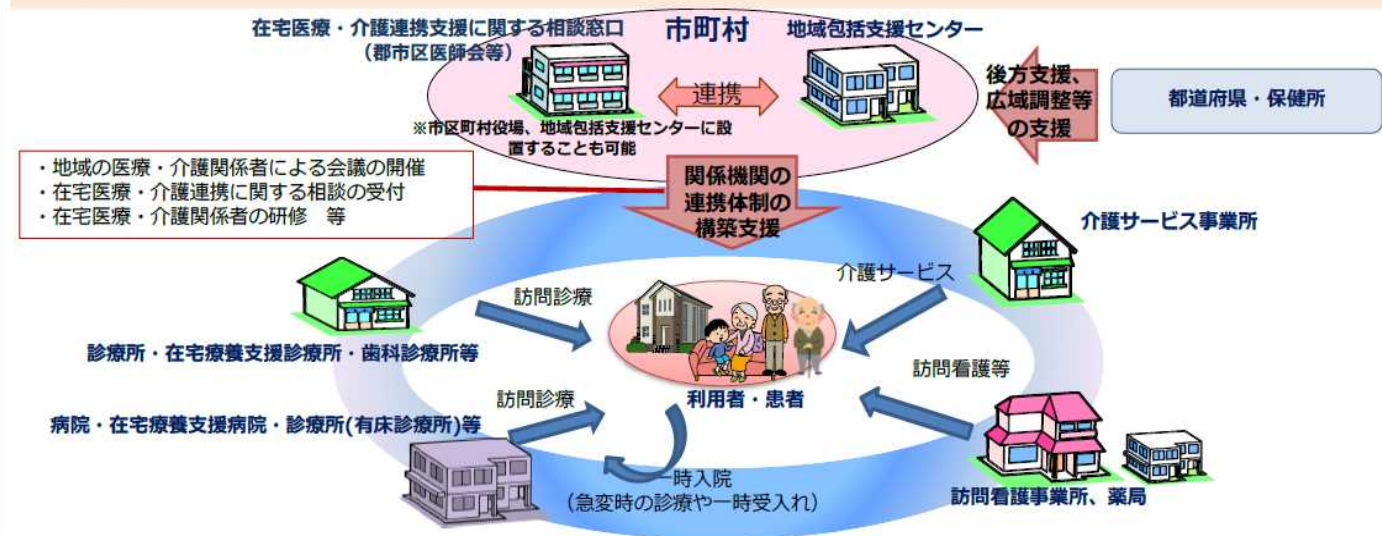 在宅医療・介護連携支援に関する相談窓口
(郡市区医師会等)
市町村
地域包括支援センター
連携
※市区町村役場、地域包括支援センターに設
置することも可能
後方支援、
広域調整等
の支援
都道府県・保健所
・地域の医療・介護関係者による会議の開催
・在宅医療・介護連携に関する相談の受付
・在宅医療・介護関係者の研修　等
関係機関の
連携体制の
構築支援
介護サービス事業所
訪問診療
介護サービス
診療所・在宅療養支援診療所・歯科診療所等
利用者・患者
訪問看護等
訪問診療
病院・在宅療養支援病院・診療所(有床診療所)等
一時入院
(急変時の診療や一時受入れ)
訪問看護事業所、薬局